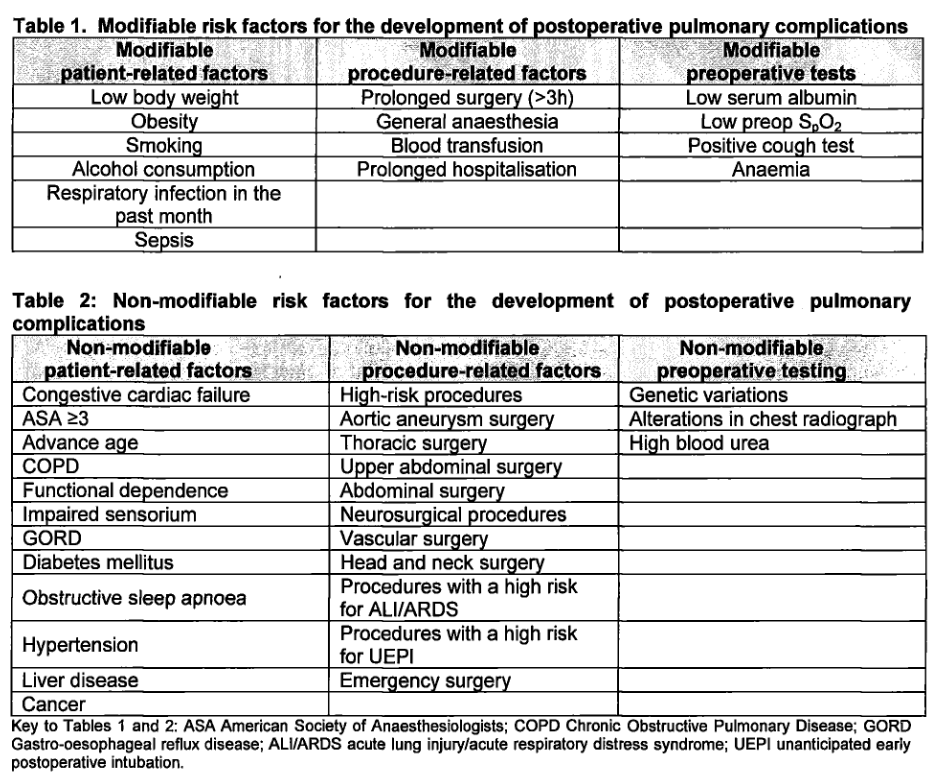 Table 1. Modifiable risk factors for the development of postoperative pulmonary complications
Modifiable patient-related factors | Modifiable procedure-related factors | Modifiable preoperative tests
Low body weight | Prolonged surgery (>3h) | Low serum albumin
Obesity | General anaesthesia | Low preop SpO2
Smoking | Blood transfusion | Positive cough test
Alcohol consumption | Prolonged hospitalisation | Anaemia
Respiratory infection in the past month
Sepsis
Table 2: Non-modifiable risk factors for the development of postoperative pulmonary
complications
Non-modifiable patient-related factors | Non-modifiable procedure-related factors | Non-modifiable preoperative testing
Congestive cardiac failure | High-risk procedures | Genetic variations
ASA ≥3 | Aortic aneurysm surgery | Alterations in chest radiograph
Advance age | Thoracic surgery | High blood urea
COPD | Upper abdominal surgery
Functional dependence | Abdominal surgery
Impaired sensorium | Neurosurgical procedures
GORD | Vascular surgery
Diabetes mellitus | Head and neck surgery
Obstructive sleep apnoea | Procedures with a high risk for ALI/ARDS
Hypertension | Procedures with a high risk for UEPI
Liver disease | Emergency surgery
Cancer
Key to Tables 1 and 2: ASA American Society of Anaesthesiologists; COPD Chronic Obstructive Pulmonary Disease; GORD
Gastro-oesophageal reflux disease; ALI/ARDS acute lung injury/acute respiratory distress syndrome; UEPI unanticipated early
postoperative intubation.